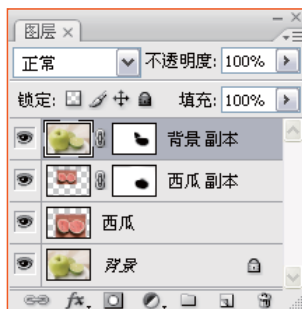 图层 ×
正常 不透明度: 100%
锁定: 填充: 100%
背景 副本
西瓜 副本
西瓜
背景
fx.